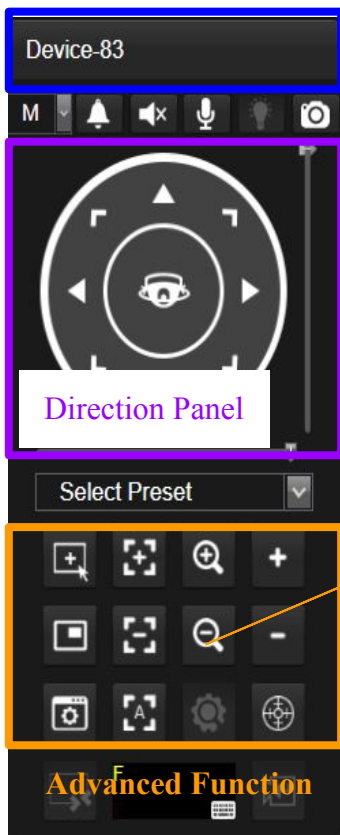 Device-83
M
Direction Panel
Select Preset
A
F
Advanced Function